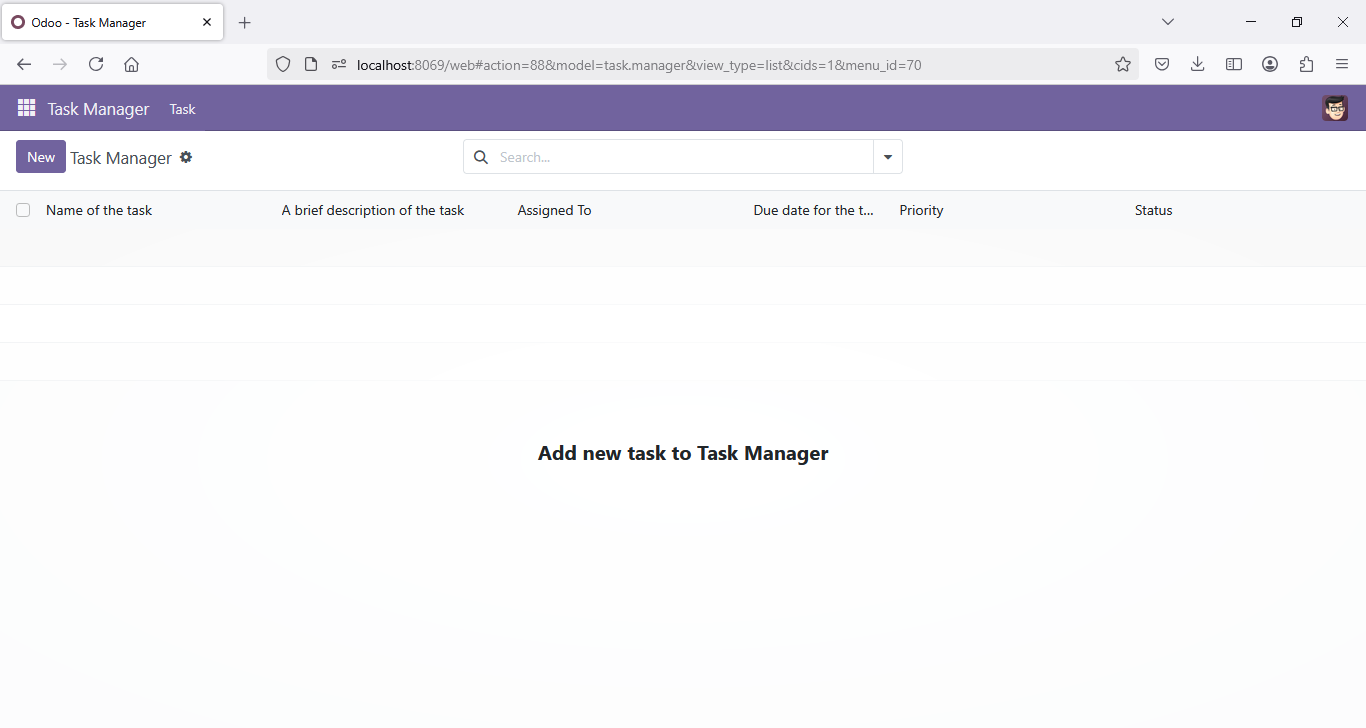 Odoo - Task Manager
localhost:8069/web#action=88&model=task.manager&view_type=list&cids=1&menu_id=70
Task Manager Task
New Task Manager Search...
Name of the task A brief description of the task Assigned To Due date for the t... Priority Status
Add new task to Task Manager